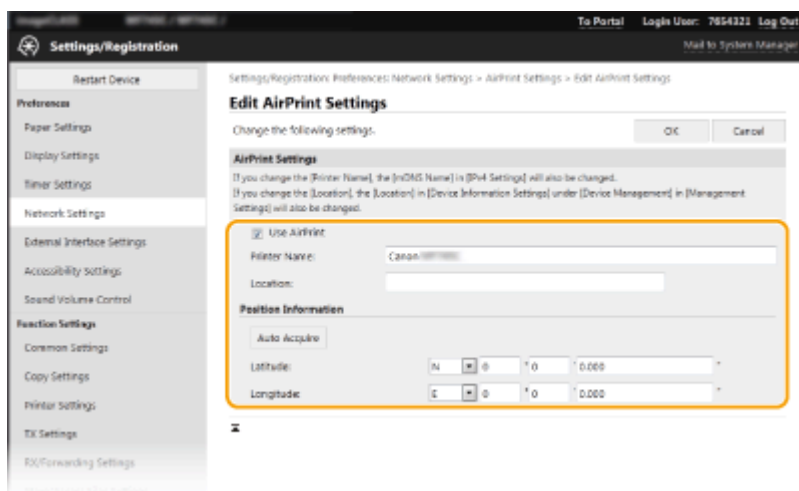 To Portal Login User: 7654321 Log Out
Settings/Registration
Mail to System Manager
Restart Device
Preferences
Paper Settings
Display Settings
Timer Settings
Network Settings
External Interface Settings
Accessibility Settings
Sound Volume Control
Function Settings
Common Settings
Copy Settings
Printer Settings
TX Settings
RX/Forwarding Settings
Settings/Registration: Preferences: Network Settings > AirPrint Settings > Edit AirPrint Settings
Edit AirPrint Settings
Change the following settings.
OK
Cancel
AirPrint Settings
If you change the [Printer Name], the [mDNS Name] in [IPv4 Settings] will also be changed.
If you change the [Location], the [Location] in [Device Information Settings] under [Device Management] in [Management
Settings] will also be changed.
Use AirPrint
Printer Name: Canon
Location:
Position Information
Auto Acquire
Latitude: N 0 ° 0 ' 0.000 "
Longitude: E 0 ° 0 ' 0.000 "